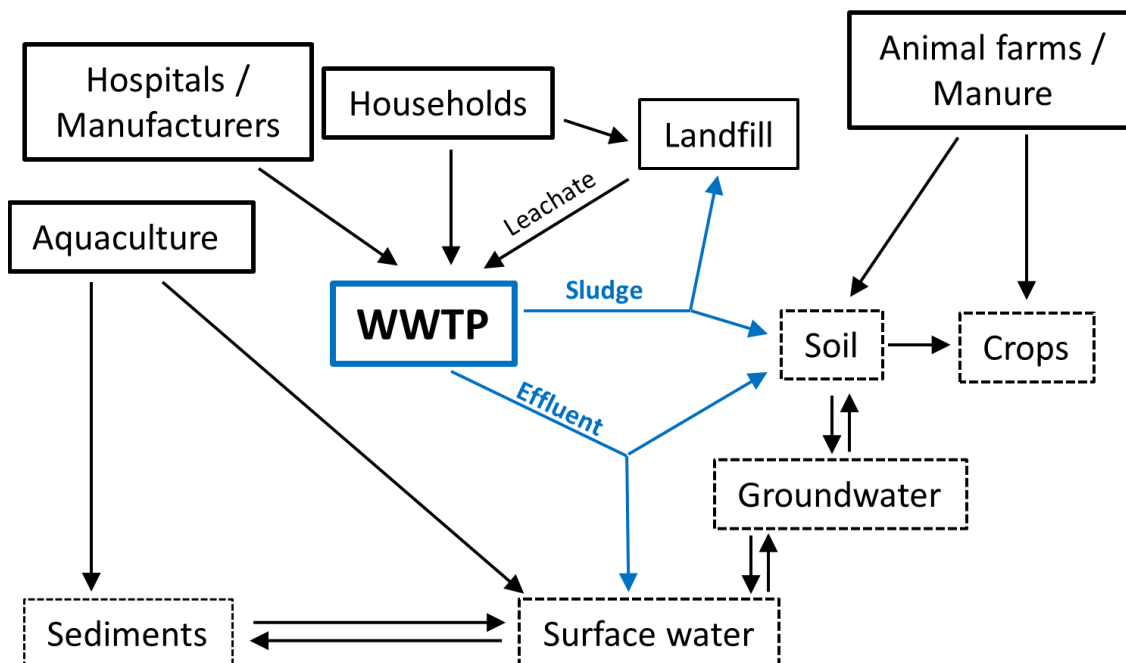 Hospitals /
Manufacturers
Households
Landfill
Animal farms /
Manure
Aquaculture
Leachate
WWTP
Sludge
Effluent
Soil
Crops
Groundwater
Sediments
Surface water